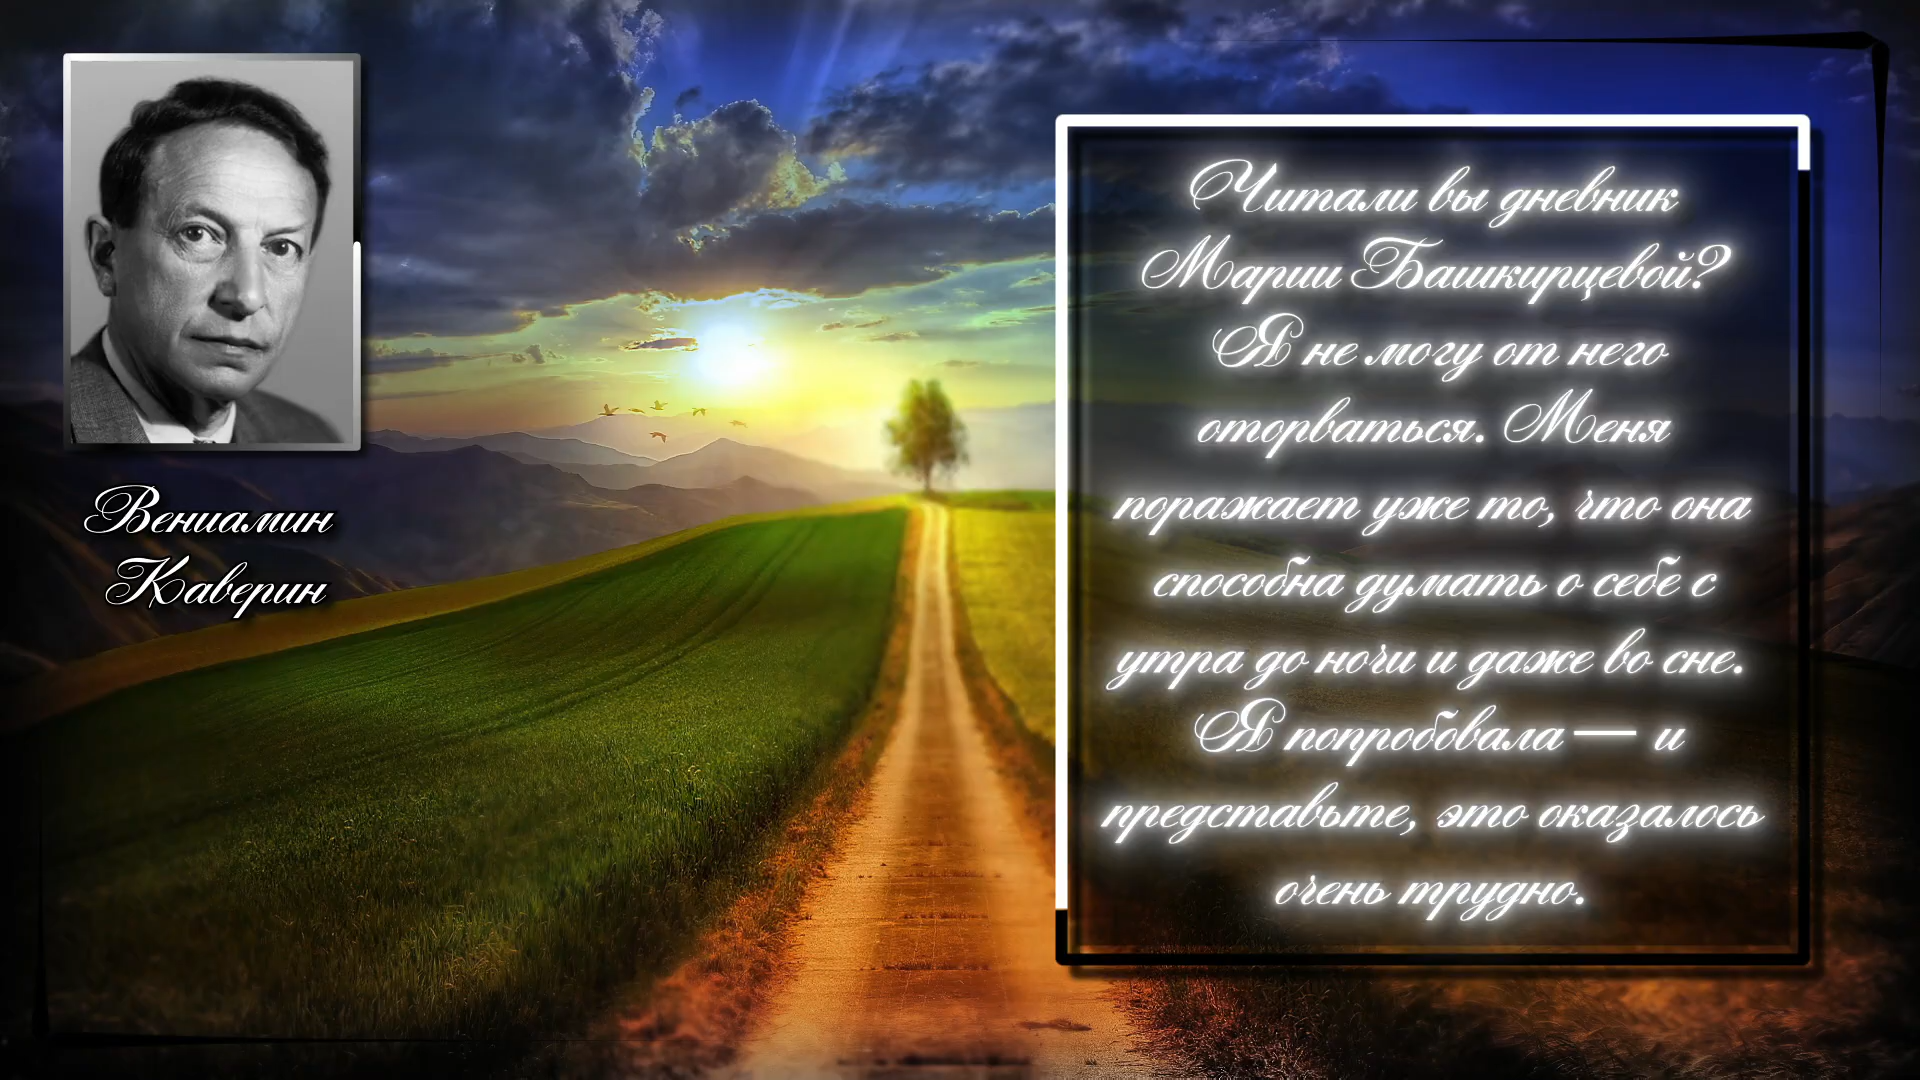 Вениамин
Каверин
Читали вы дневник
Марии Башкирцевой?
Я не могу от него
оторваться. Меня
поражает уже то, что она
способна думать о себе с
утра до ночи и даже во сне.
Я попробовала — и
представьте, это оказалось
очень трудно.